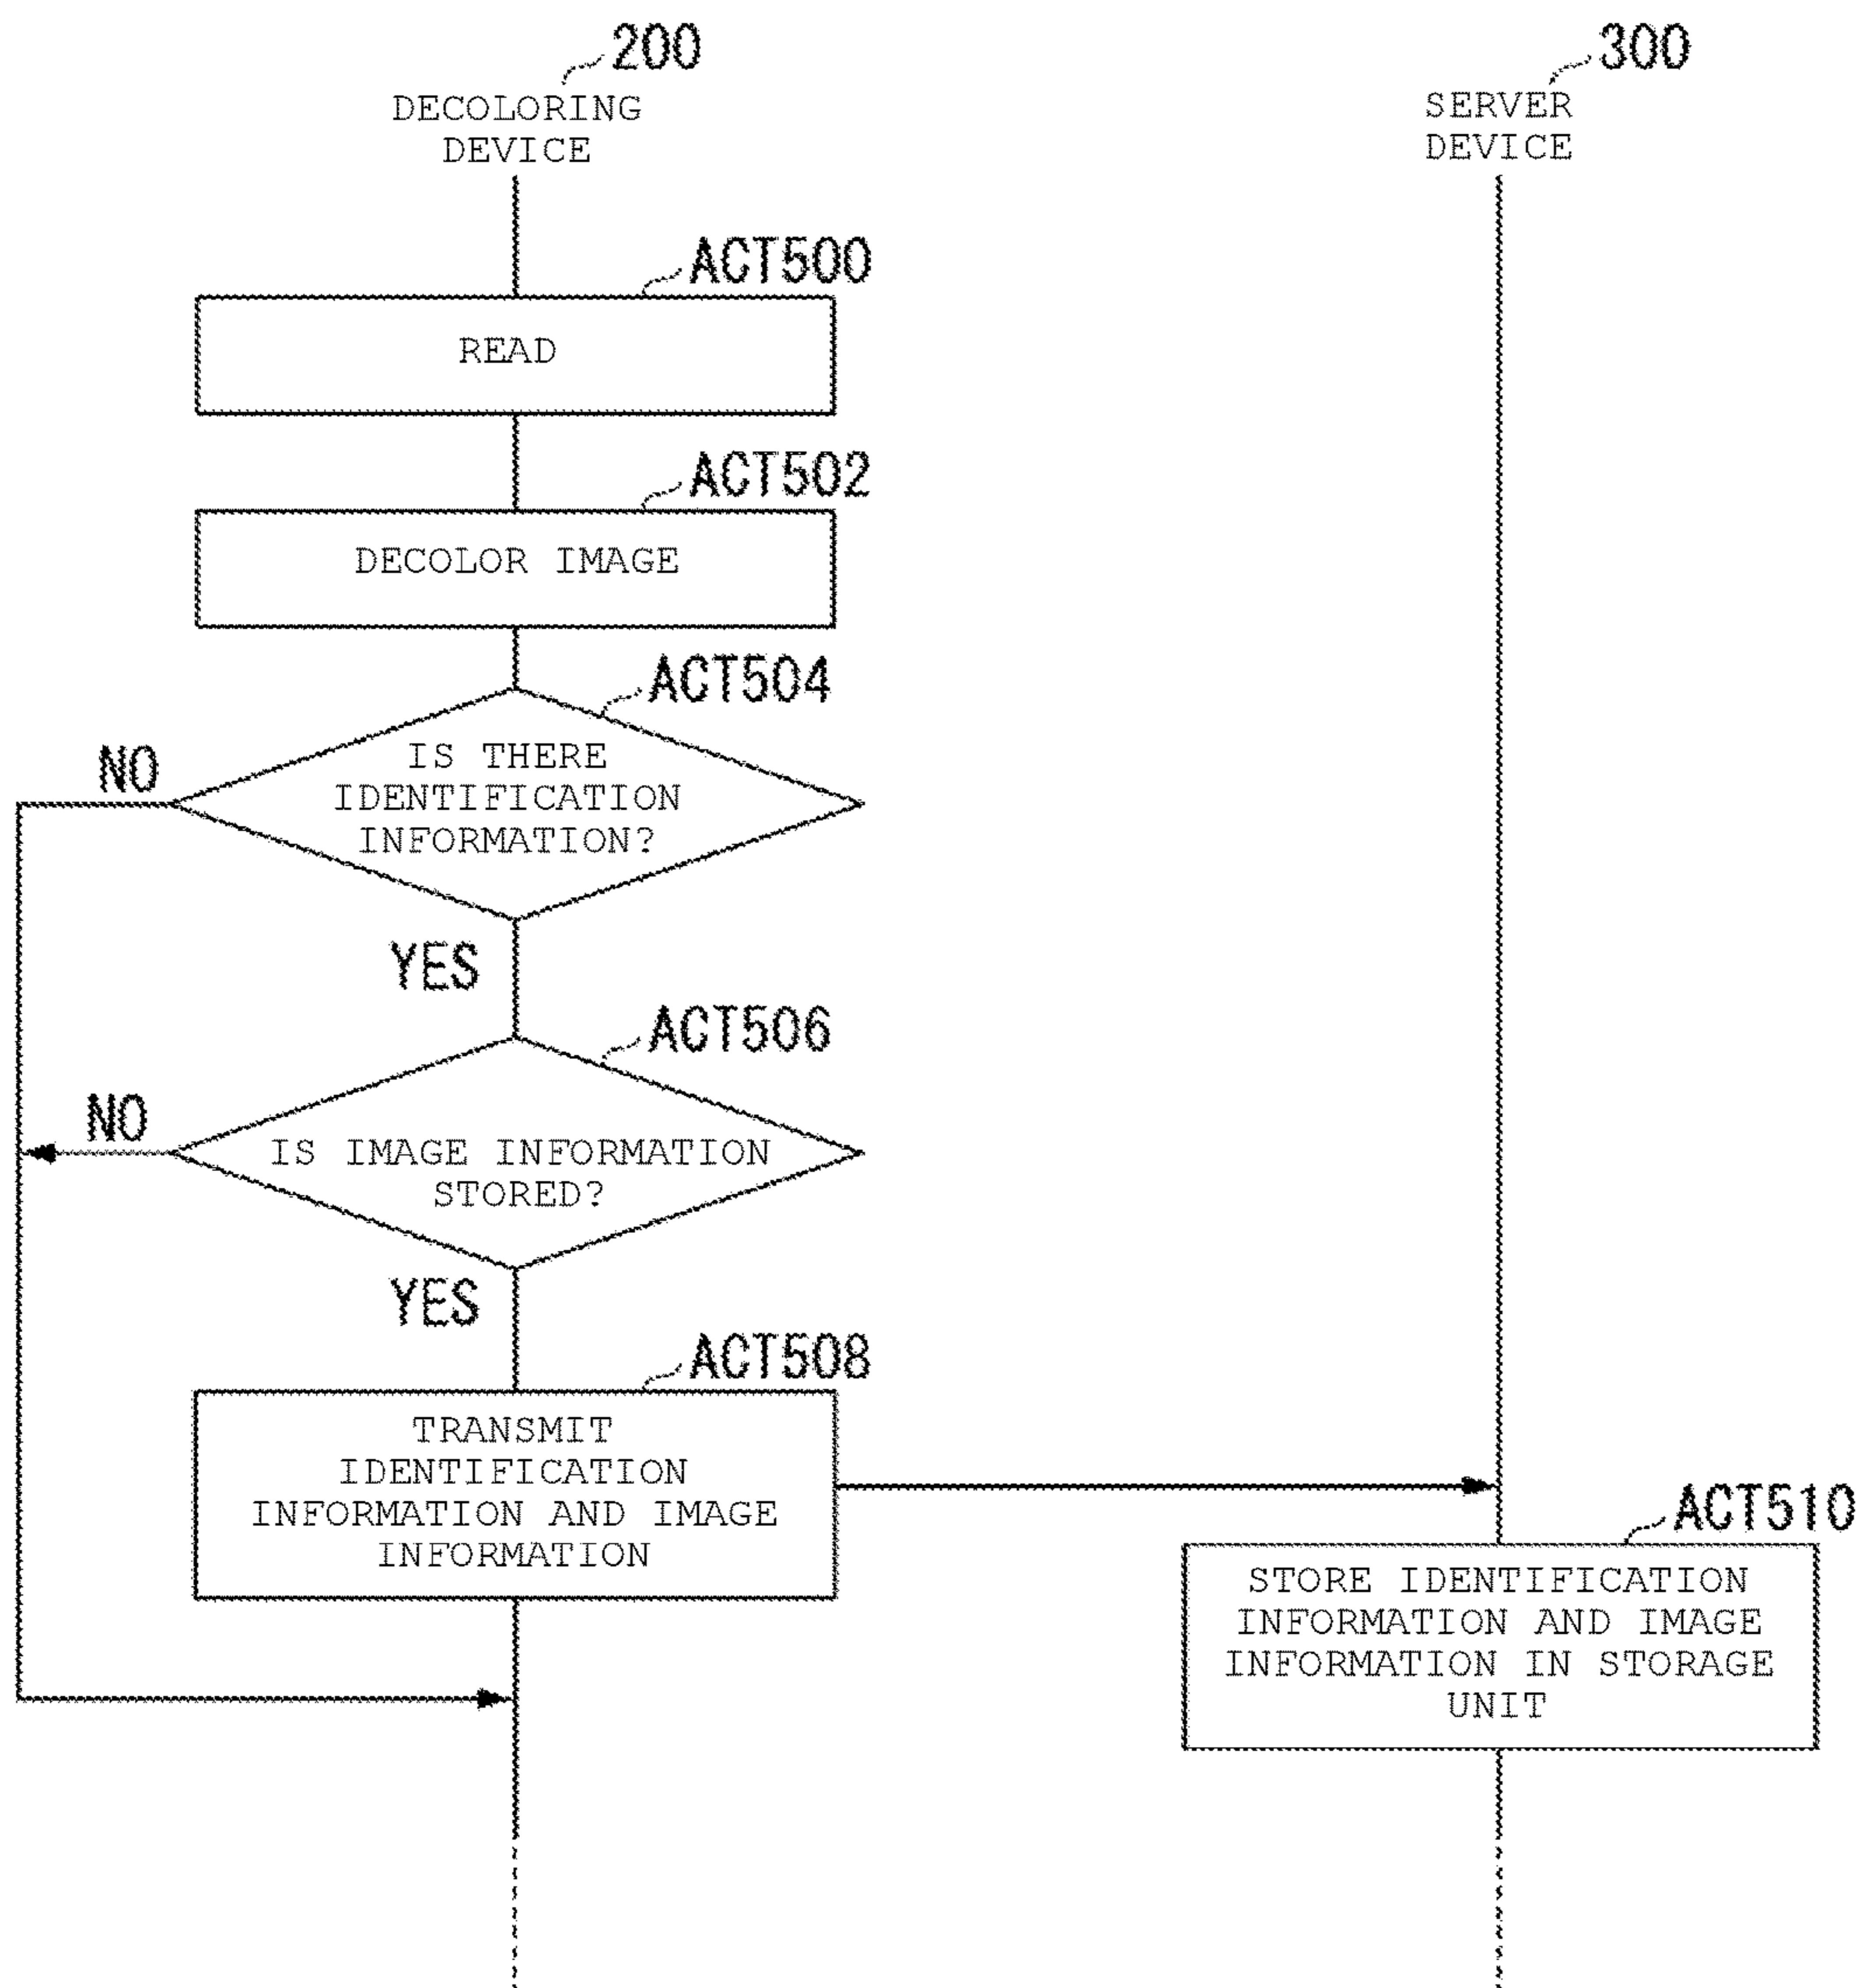 200
DECOLORING
DEVICE
300
SERVER
DEVICE
ACT500
READ
ACT502
DECOLOR IMAGE
ACT504
IS THERE
IDENTIFICATION
INFORMATION?
NO
YES
ACT506
IS IMAGE INFORMATION
STORED?
NO
YES
ACT508
TRANSMIT
IDENTIFICATION
INFORMATION AND IMAGE
INFORMATION
ACT510
STORE IDENTIFICATION
INFORMATION AND IMAGE
INFORMATION IN STORAGE
UNIT